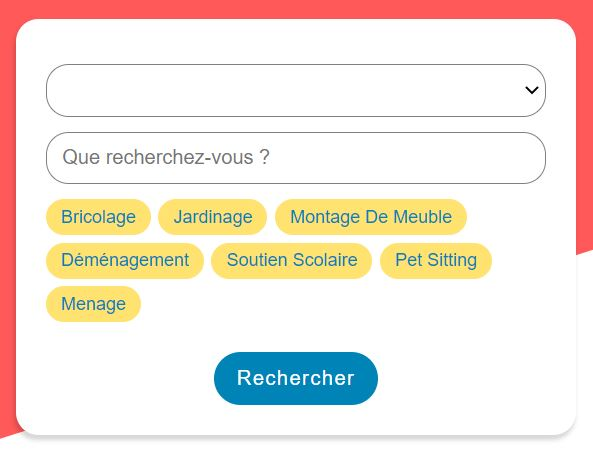 Que recherchez-vous ?
Bricolage Jardinage Montage De Meuble
Déménagement Soutien Scolaire Pet Sitting
Menage
Rechercher